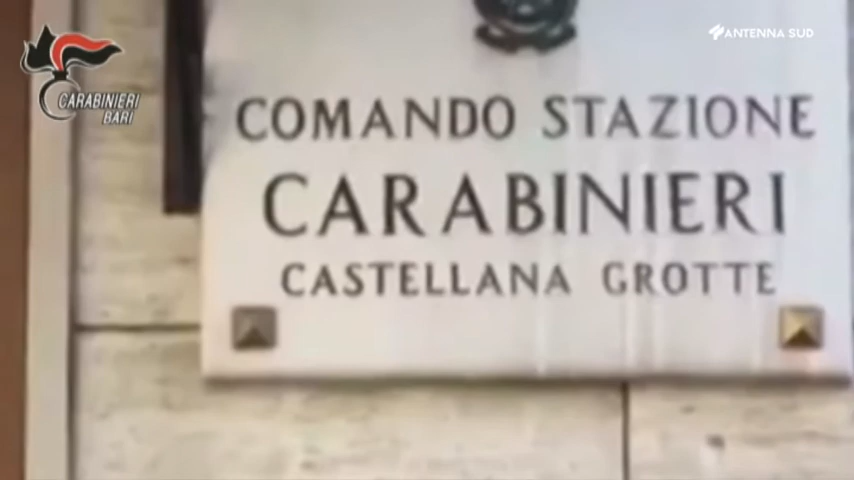 CARABINIERI
BARI
ANTENNA SUD
COMANDO STAZIONE
CARABINIERI
CASTELLANA GROTTE